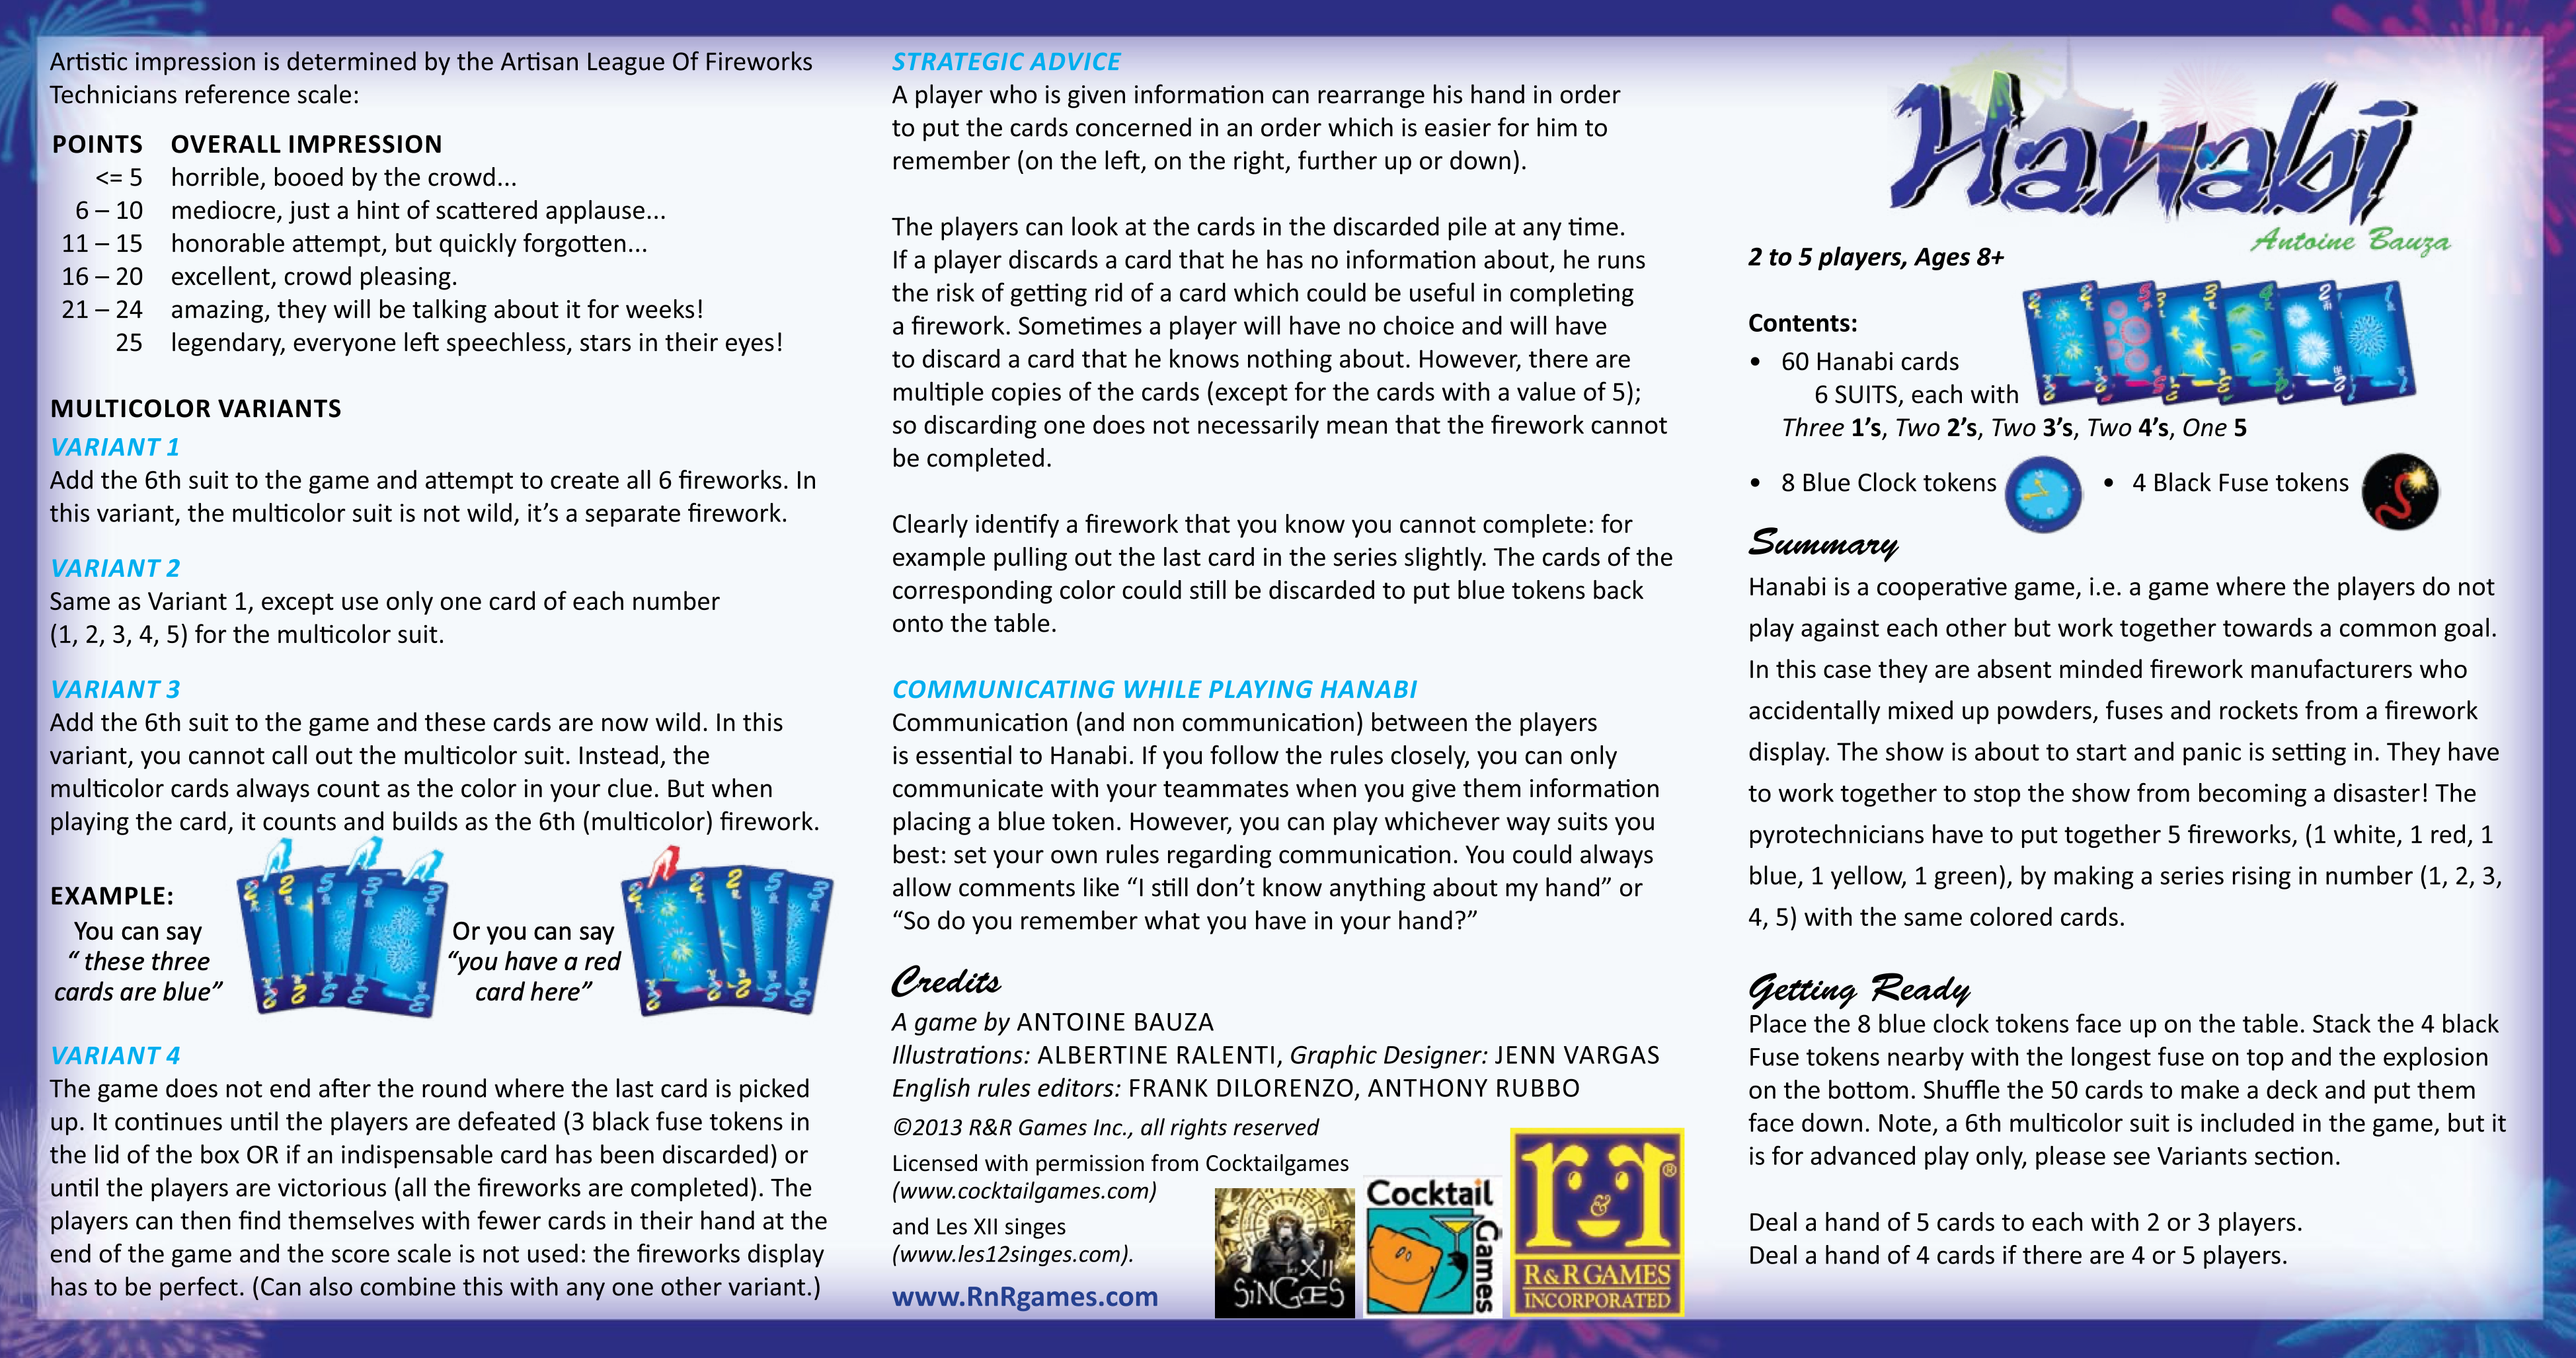 Artistic impression is determined by the Artisan League Of Fireworks
Technicians reference scale:
POINTS OVERALL IMPRESSION
<= 5 horrible, booed by the crowd...
6 – 10 mediocre, just a hint of scattered applause...
11 – 15 honorable attempt, but quickly forgotten...
16 – 20 excellent, crowd pleasing.
21 – 24 amazing, they will be talking about it for weeks!
25 legendary, everyone left speechless, stars in their eyes!
MULTICOLOR VARIANTS
VARIANT 1
Add the 6th suit to the game and attempt to create all 6 fireworks. In
this variant, the multicolor suit is not wild, it’s a separate firework.
VARIANT 2
Same as Variant 1, except use only one card of each number
(1, 2, 3, 4, 5) for the multicolor suit.
VARIANT 3
Add the 6th suit to the game and these cards are now wild. In this
variant, you cannot call out the multicolor suit. Instead, the
multicolor cards always count as the color in your clue. But when
playing the card, it counts and builds as the 6th (multicolor) firework.
EXAMPLE:
You can say
“ these three
cards are blue”
Or you can say
“you have a red
card here”
VARIANT 4
The game does not end after the round where the last card is picked
up. It continues until the players are defeated (3 black fuse tokens in
the lid of the box OR if an indispensable card has been discarded) or
until the players are victorious (all the fireworks are completed). The
players can then find themselves with fewer cards in their hand at the
end of the game and the score scale is not used: the fireworks display
has to be perfect. (Can also combine this with any one other variant.)
STRATEGIC ADVICE
A player who is given information can rearrange his hand in order
to put the cards concerned in an order which is easier for him to
remember (on the left, on the right, further up or down).
The players can look at the cards in the discarded pile at any time.
If a player discards a card that he has no information about, he runs
the risk of getting rid of a card which could be useful in completing
a firework. Sometimes a player will have no choice and will have
to discard a card that he knows nothing about. However, there are
multiple copies of the cards (except for the cards with a value of 5);
so discarding one does not necessarily mean that the firework cannot
be completed.
Clearly identify a firework that you know you cannot complete: for
example pulling out the last card in the series slightly. The cards of the
corresponding color could still be discarded to put blue tokens back
onto the table.
COMMUNICATING WHILE PLAYING HANABI
Communication (and non communication) between the players
is essential to Hanabi. If you follow the rules closely, you can only
communicate with your teammates when you give them information
placing a blue token. However, you can play whichever way suits you
best: set your own rules regarding communication. You could always
allow comments like “I still don’t know anything about my hand” or
“So do you remember what you have in your hand?”
Credits
A game by ANTOINE BAUZA
Illustrations: ALBERTINE RALENTI, Graphic Designer: JENN VARGAS
English rules editors: FRANK DILORENZO, ANTHONY RUBBO
©2013 R&R Games Inc., all rights reserved
Licensed with permission from Cocktailgames
(www.cocktailgames.com)
and Les XII singes
(www.les12singes.com).
www.RnRgames.com
LES XII
SiNGES
Cocktail
Games
r&r®
R&R GAMES
INCORPORATED
Hanabi
Antoine Bauza
2 to 5 players, Ages 8+
Contents:
• 60 Hanabi cards
6 SUITS, each with
Three 1’s, Two 2’s, Two 3’s, Two 4’s, One 5
• 8 Blue Clock tokens • 4 Black Fuse tokens
Summary
Hanabi is a cooperative game, i.e. a game where the players do not
play against each other but work together towards a common goal.
In this case they are absent minded firework manufacturers who
accidentally mixed up powders, fuses and rockets from a firework
display. The show is about to start and panic is setting in. They have
to work together to stop the show from becoming a disaster! The
pyrotechnicians have to put together 5 fireworks, (1 white, 1 red, 1
blue, 1 yellow, 1 green), by making a series rising in number (1, 2, 3,
4, 5) with the same colored cards.
Getting Ready
Place the 8 blue clock tokens face up on the table. Stack the 4 black
Fuse tokens nearby with the longest fuse on top and the explosion
on the bottom. Shuffle the 50 cards to make a deck and put them
face down. Note, a 6th multicolor suit is included in the game, but it
is for advanced play only, please see Variants section.
Deal a hand of 5 cards to each with 2 or 3 players.
Deal a hand of 4 cards if there are 4 or 5 players.